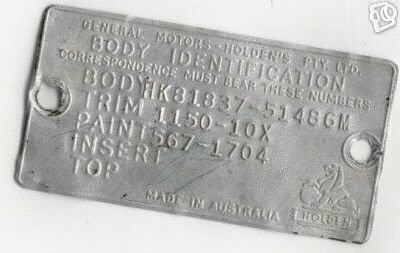 GENERAL MOTORS - HOLDEN'S PTY. LTD.
BODY IDENTIFICATION
CORRESPONDENCE MUST BEAR THESE NUMBERS
BODY HK81837-51486M
TRIM 1150-10X
PAINT 567-1704
INSERT
TOP
MADE IN AUSTRALIA
HOLDEN